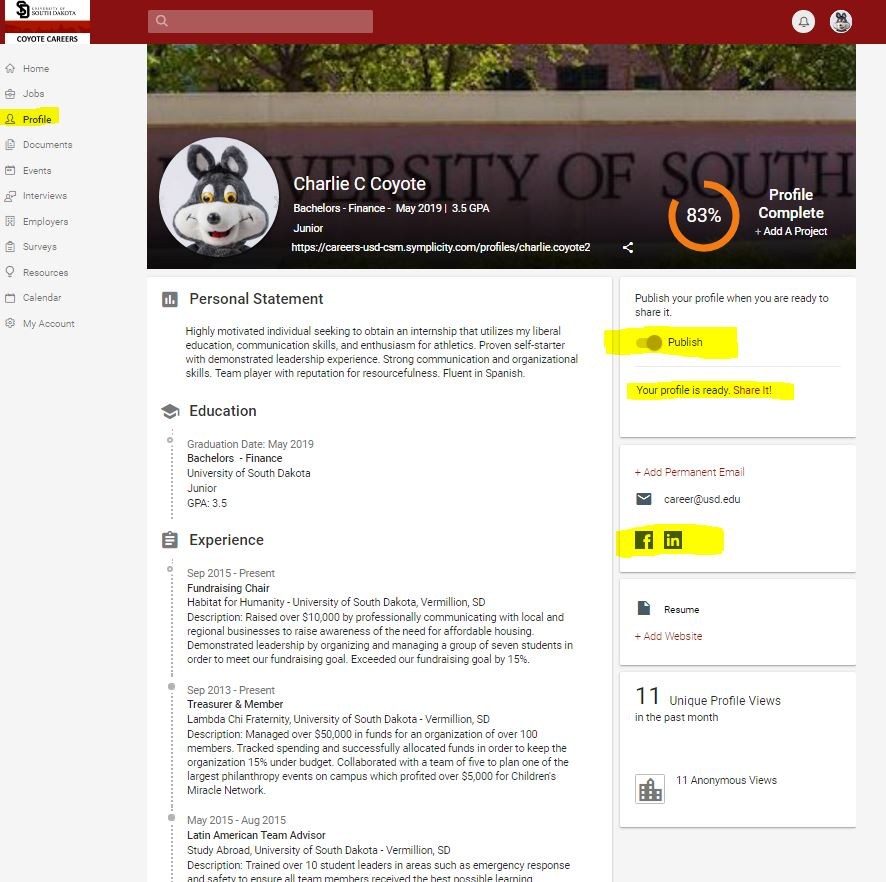 UNIVERSITY OF
SOUTH DAKOTA
COYOTE CAREERS
Home
Jobs
Profile
Documents
Events
Interviews
Employers
Surveys
Resources
Calendar
My Account
UNIVERSITY OF SOUTH
Charlie C Coyote
Bachelors - Finance - May 2019 | 3.5 GPA
Junior
https://careers-usd-csm.symplicity.com/profiles/charlie.coyote2
83%
Profile
Complete
+ Add A Project
Personal Statement
Highly motivated individual seeking to obtain an internship that utilizes my liberal
education, communication skills, and enthusiasm for athletics. Proven self-starter
with demonstrated leadership experience. Strong communication and organizational
skills. Team player with reputation for resourcefulness. Fluent in Spanish.
Education
Graduation Date: May 2019
Bachelors - Finance
University of South Dakota
Junior
GPA: 3.5
Experience
Sep 2015 - Present
Fundraising Chair
Habitat for Humanity - University of South Dakota, Vermillion, SD
Description: Raised over $10,000 by professionally communicating with local and
regional businesses to raise awareness of the need for affordable housing.
Demonstrated leadership by organizing and managing a group of seven students in
order to meet our fundraising goal. Exceeded our fundraising goal by 15%.
Sep 2013 - Present
Treasurer & Member
Lambda Chi Fraternity, University of South Dakota - Vermillion, SD
Description: Managed over $50,000 in funds for an organization of over 100
members. Tracked spending and successfully allocated funds in order to keep the
organization 15% under budget. Collaborated with a team of five to plan one of the
largest philanthropy events on campus which profited over $5,000 for Children's
Miracle Network.
May 2015 - Aug 2015
Latin American Team Advisor
Study Abroad, University of South Dakota - Vermillion, SD
Description: Trained over 10 student leaders in areas such as emergency response
and safety to ensure all team members received the best possible learning
Publish your profile when you are ready to
share it.
Publish
Your profile is ready. Share It!
+ Add Permanent Email
career@usd.edu
f in
Resume
+ Add Website
11 Unique Profile Views
in the past month
11 Anonymous Views